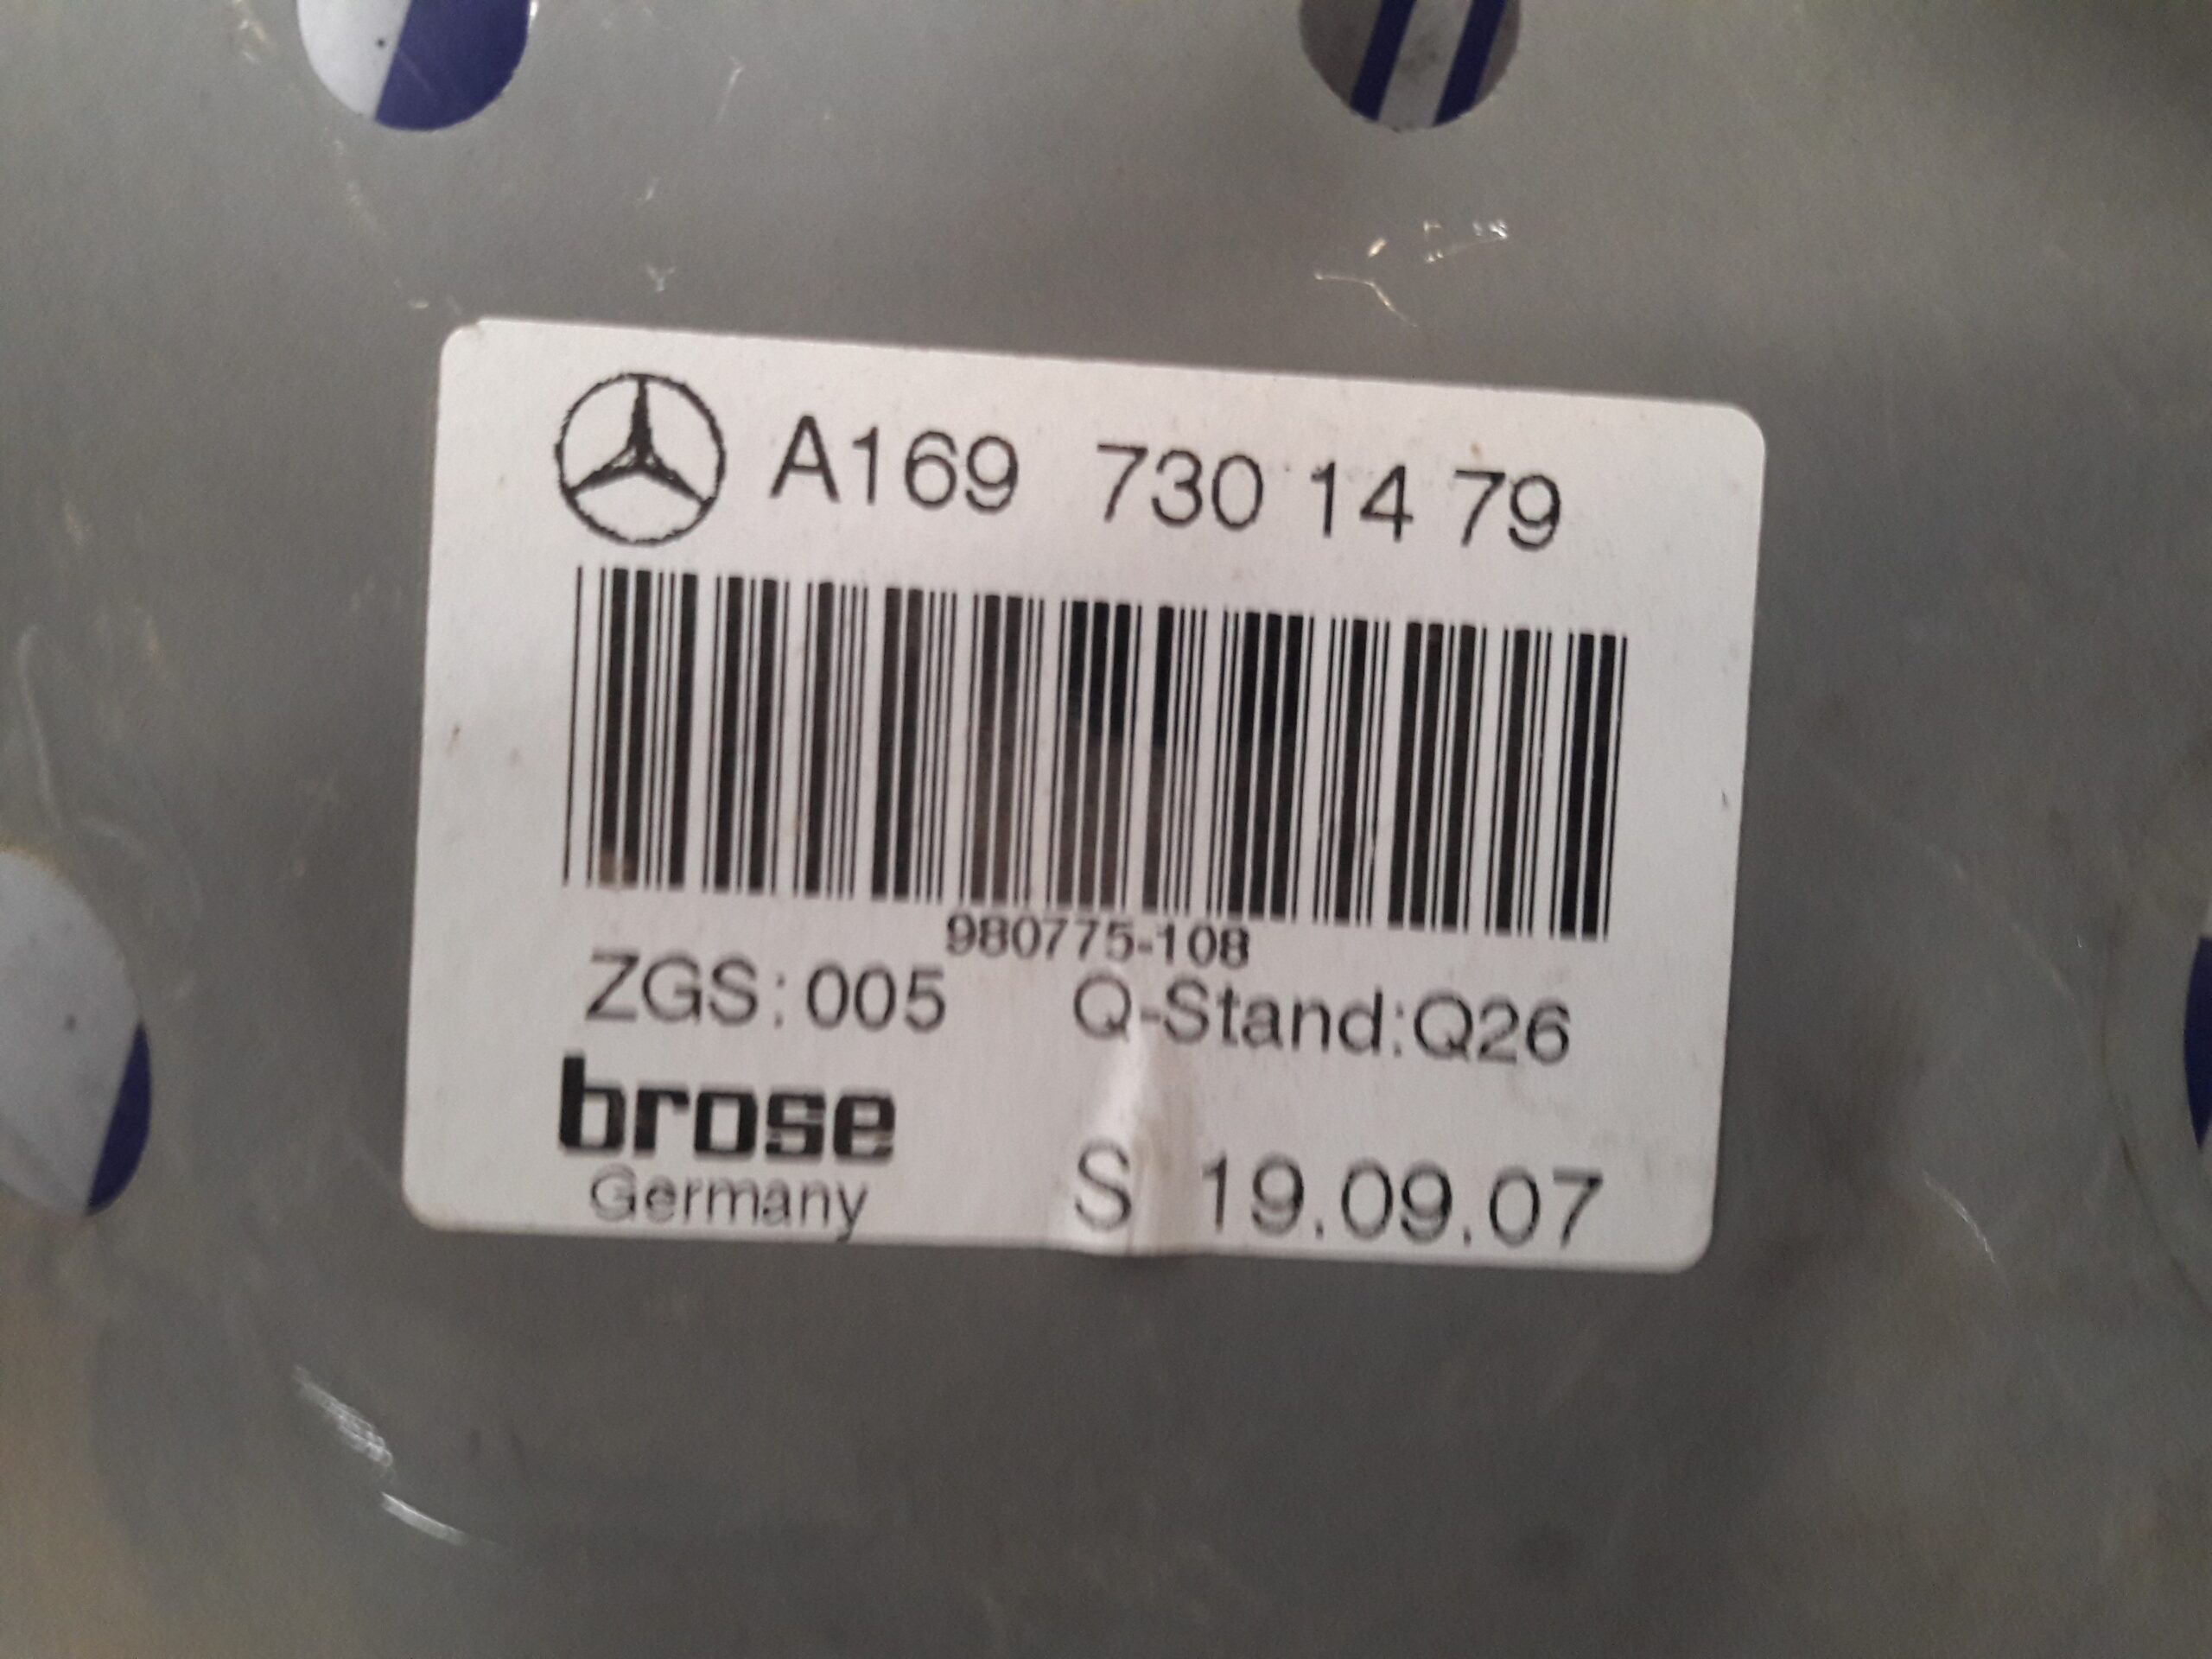 A169 730 14 79
980775-108
ZGS:005 Q-Stand:Q26
brose
Germany S 19.09.07